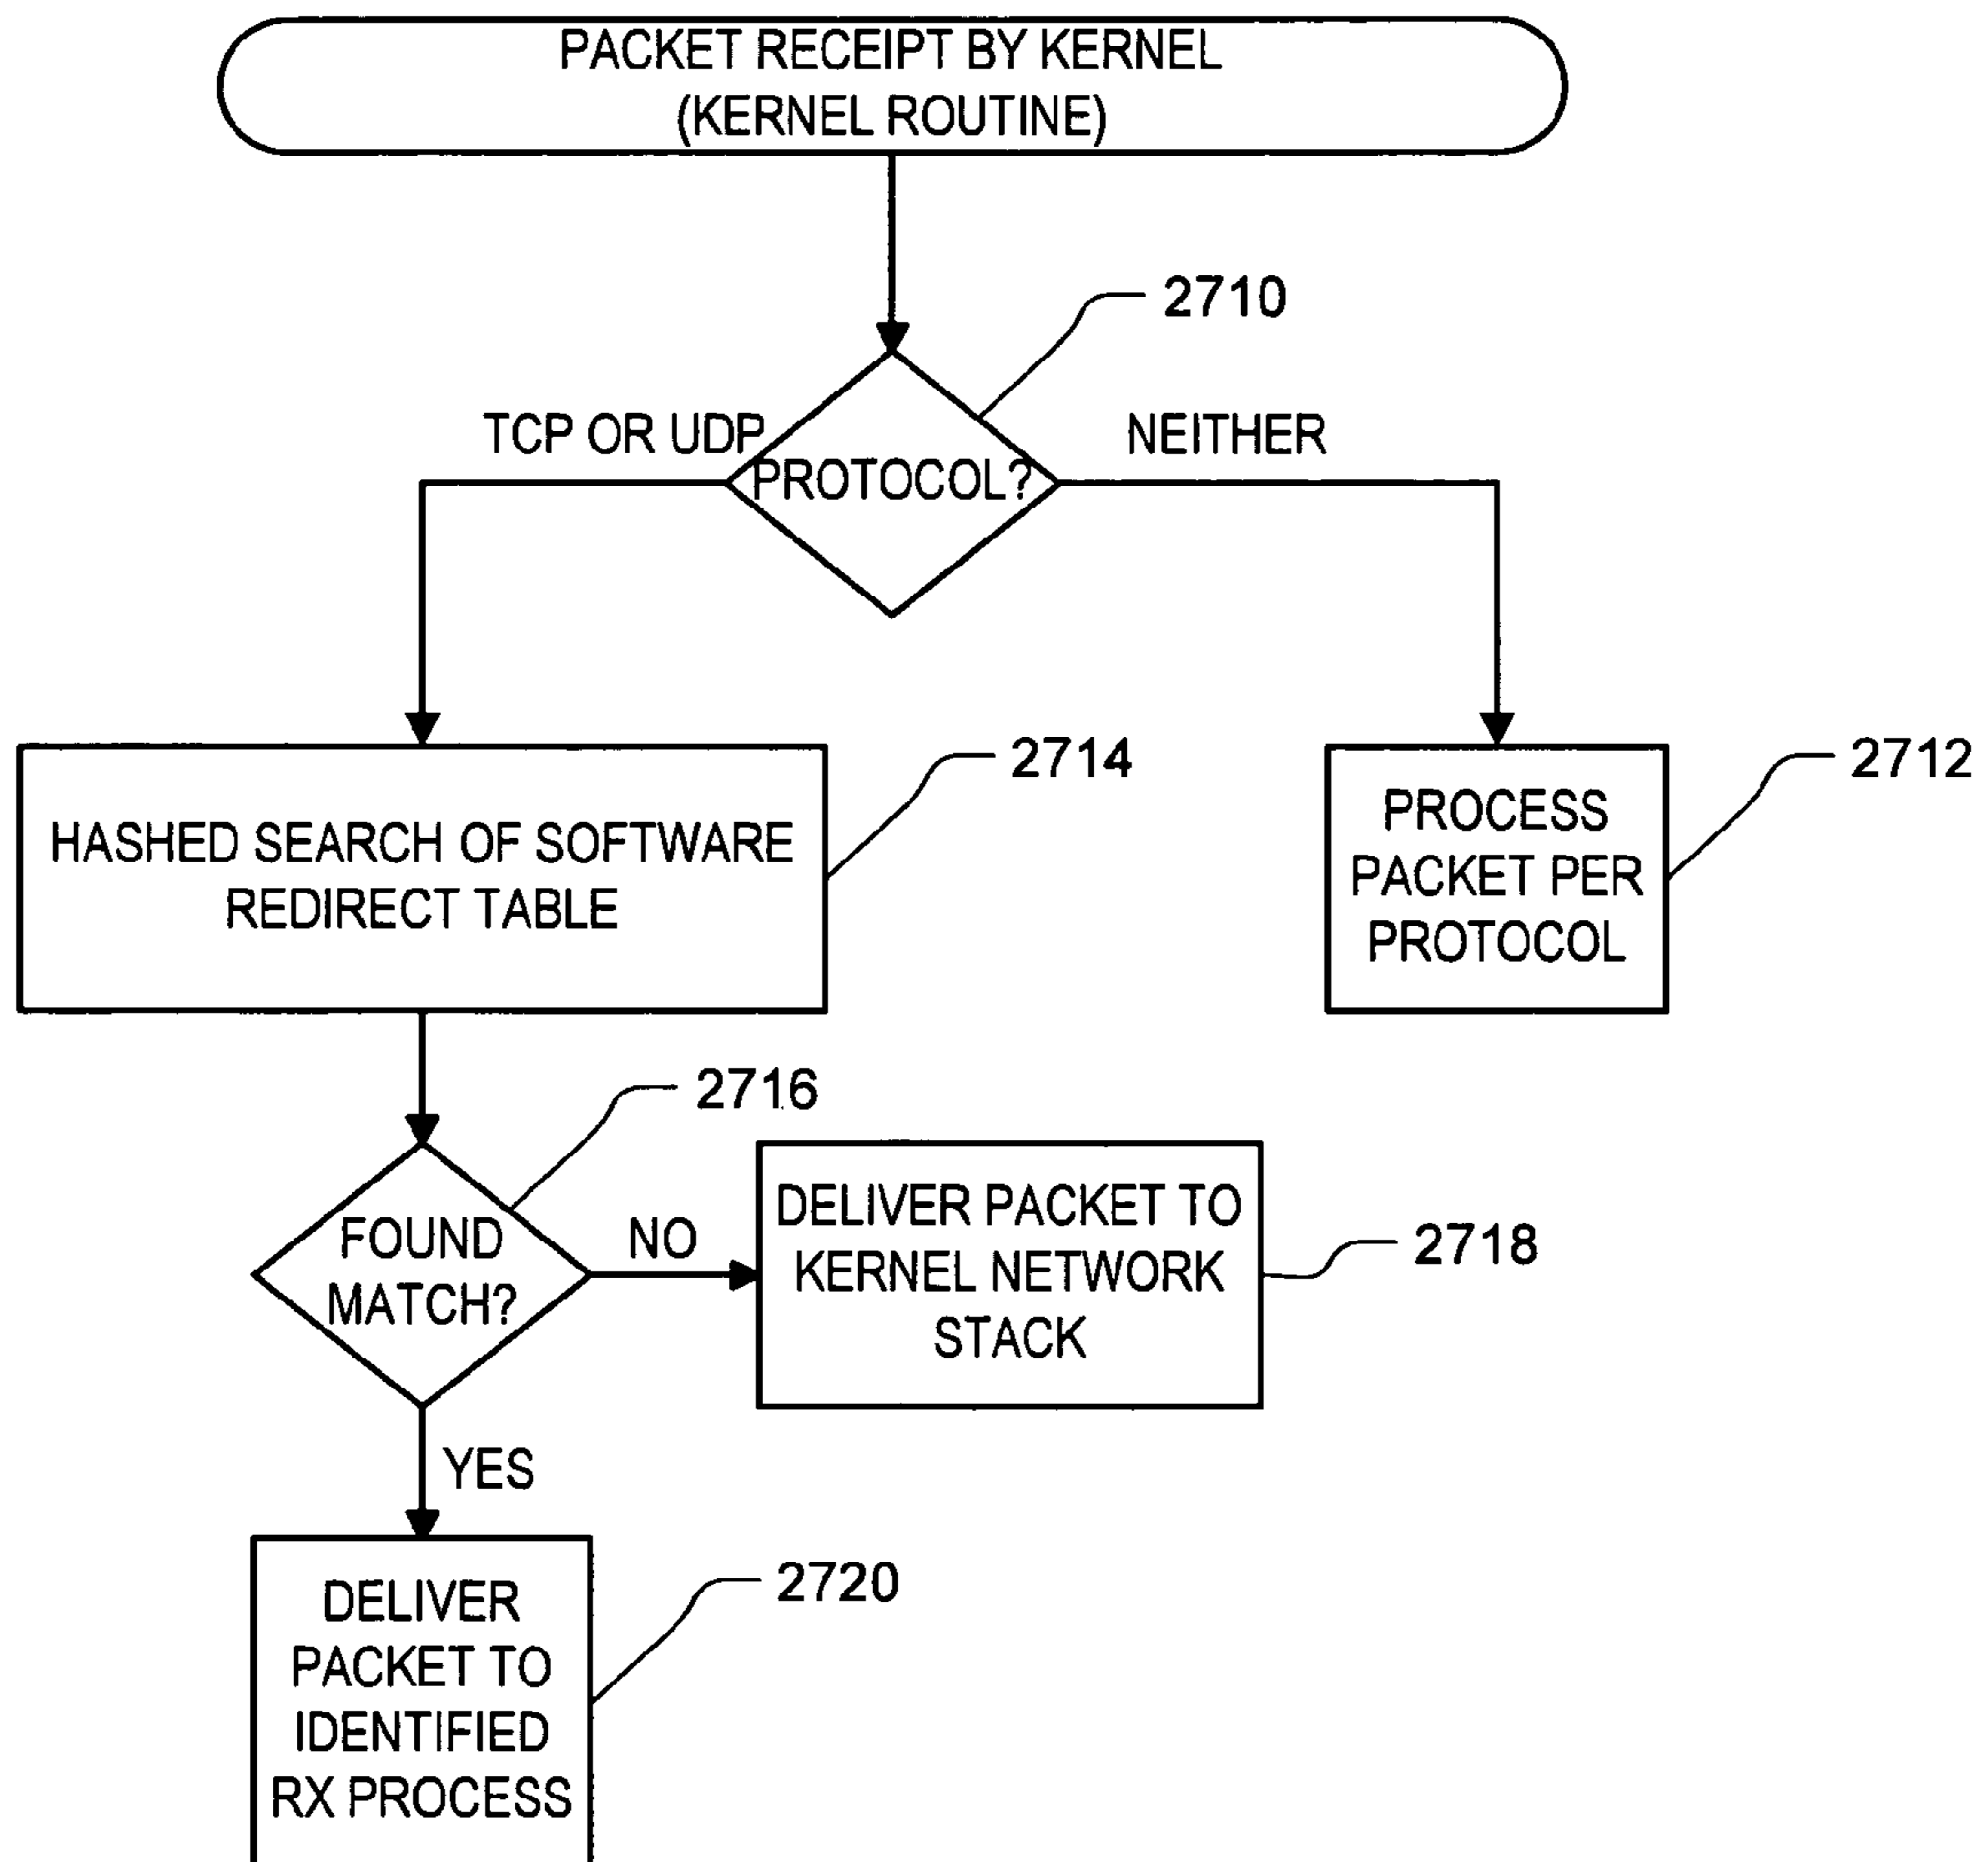 PACKET RECEIPT BY KERNEL
(KERNEL ROUTINE)
2710
TCP OR UDP
NEITHER
PROTOCOL?
2714
2712
HASHED SEARCH OF SOFTWARE
REDIRECT TABLE
PROCESS
PACKET PER
PROTOCOL
2716
FOUND
MATCH?
NO
DELIVER PACKET TO
KERNEL NETWORK
STACK
2718
YES
2720
DELIVER
PACKET TO
IDENTIFIED
RX PROCESS